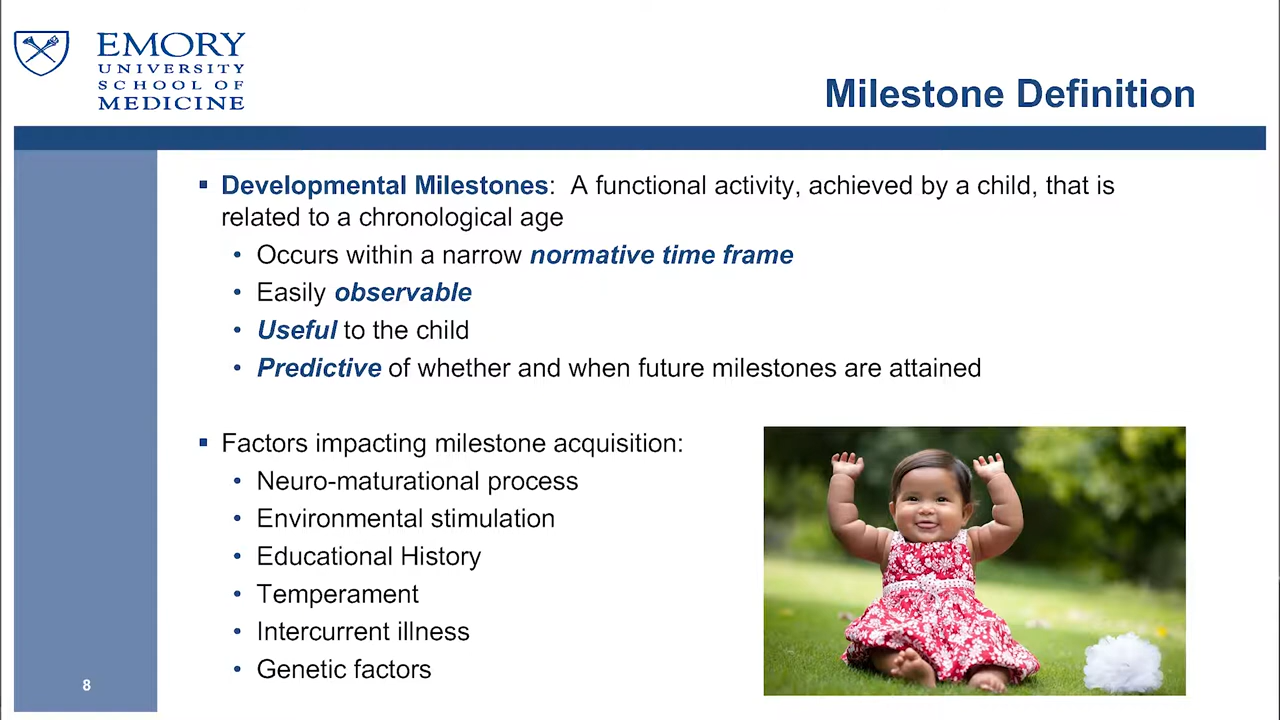 EMORY
UNIVERSITY
SCHOOL OF
MEDICINE
Milestone Definition
▪ Developmental Milestones: A functional activity, achieved by a child, that is
related to a chronological age
• Occurs within a narrow normative time frame
• Easily observable
• Useful to the child
• Predictive of whether and when future milestones are attained
▪ Factors impacting milestone acquisition:
• Neuro-maturational process
• Environmental stimulation
• Educational History
• Temperament
• Intercurrent illness
• Genetic factors
8